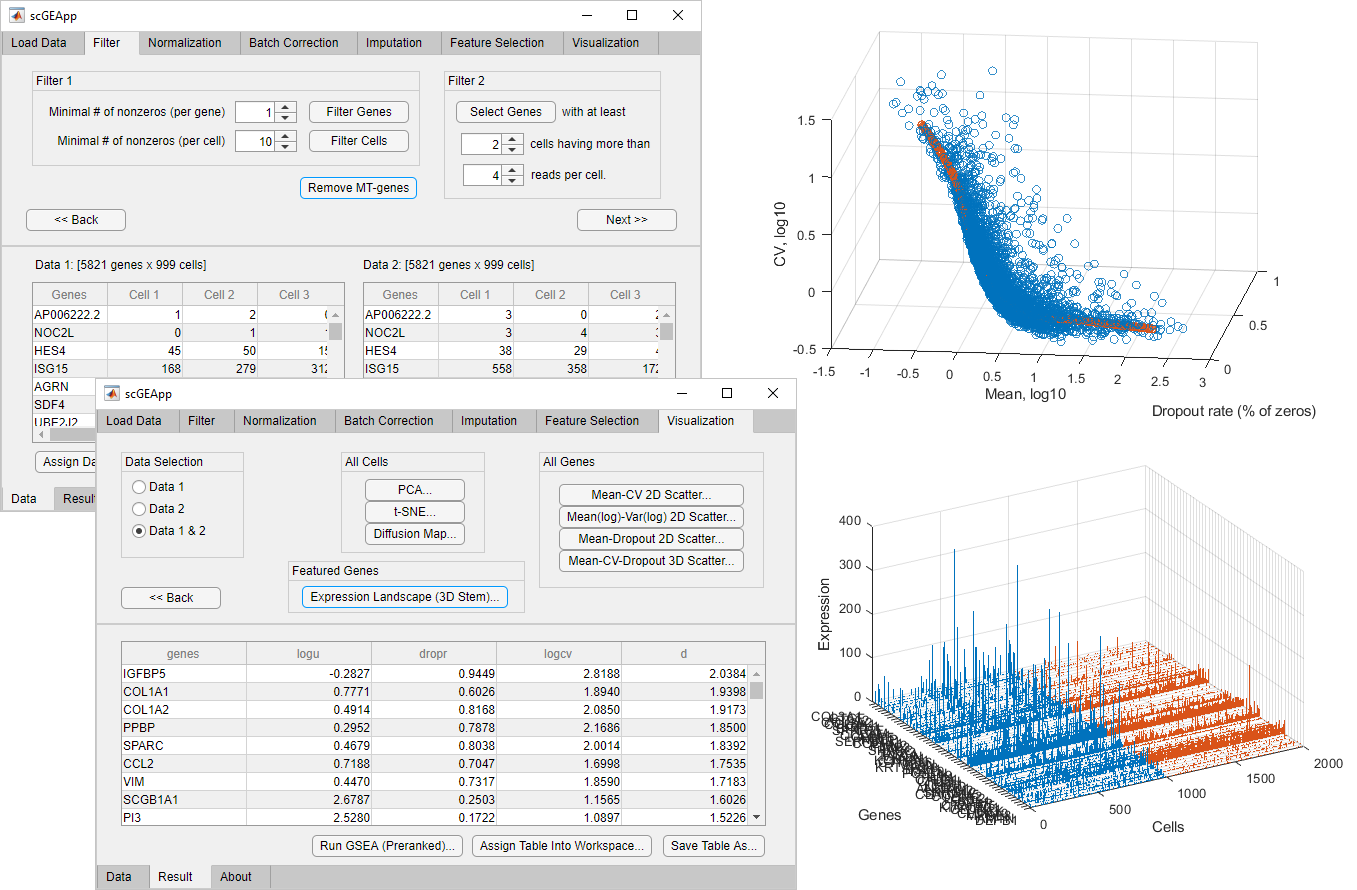 scGEApp
Load Data Filter Normalization Batch Correction Imputation Feature Selection Visualization
Filter 1
Minimal # of nonzeros (per gene) 1 Filter Genes
Minimal # of nonzeros (per cell) 10 Filter Cells
Remove MT-genes
Filter 2
Select Genes with at least
2 cells having more than
4 reads per cell.
<< Back Next >>
Data 1: [5821 genes x 999 cells]
Genes Cell 1 Cell 2 Cell 3
AP006222.2 1 2
NOC2L 0 1
HES4 45 50
ISG15 168 279 312
AGRN
SDF4
UBE2J2
Data 2: [5821 genes x 999 cells]
Genes Cell 1 Cell 2 Cell 3
AP006222.2 3 0
NOC2L 3 4
HES4 38 29
ISG15 558 358 172
Assign Da
Data Result
scGEApp
Load Data Filter Normalization Batch Correction Imputation Feature Selection Visualization
Data Selection
Data 1
Data 2
Data 1 & 2
All Cells
PCA...
t-SNE...
Diffusion Map...
All Genes
Mean-CV 2D Scatter...
Mean(log)-Var(log) 2D Scatter...
Mean-Dropout 2D Scatter...
Mean-CV-Dropout 3D Scatter...
Featured Genes
Expression Landscape (3D Stem)...
<< Back
genes logu dropr logcv d
IGFBP5 -0.2827 0.9449 2.8188 2.0384
COL1A1 0.7771 0.6026 1.8940 1.9398
COL1A2 0.4914 0.8168 2.0850 1.9173
PPBP 0.2952 0.7878 2.1686 1.8500
SPARC 0.4679 0.8038 2.0014 1.8392
CCL2 0.7188 0.7047 1.6998 1.7535
VIM 0.4470 0.7317 1.8590 1.7183
SCGB1A1 2.6787 0.2503 1.1565 1.6026
PI3 2.5280 0.1722 1.0897 1.5226
Run GSEA (Preranked)... Assign Table Into Workspace... Save Table As...
Data Result About
1.5
1
0.5
0
-0.5
CV, log10
-1.5 -1 -0.5 0 0.5 1 1.5 2 2.5 3
Mean, log10
0 0.5 1
Dropout rate (% of zeros)
400
300
200
100
0
Expression
Genes
0 500 1000 1500 2000
Cells